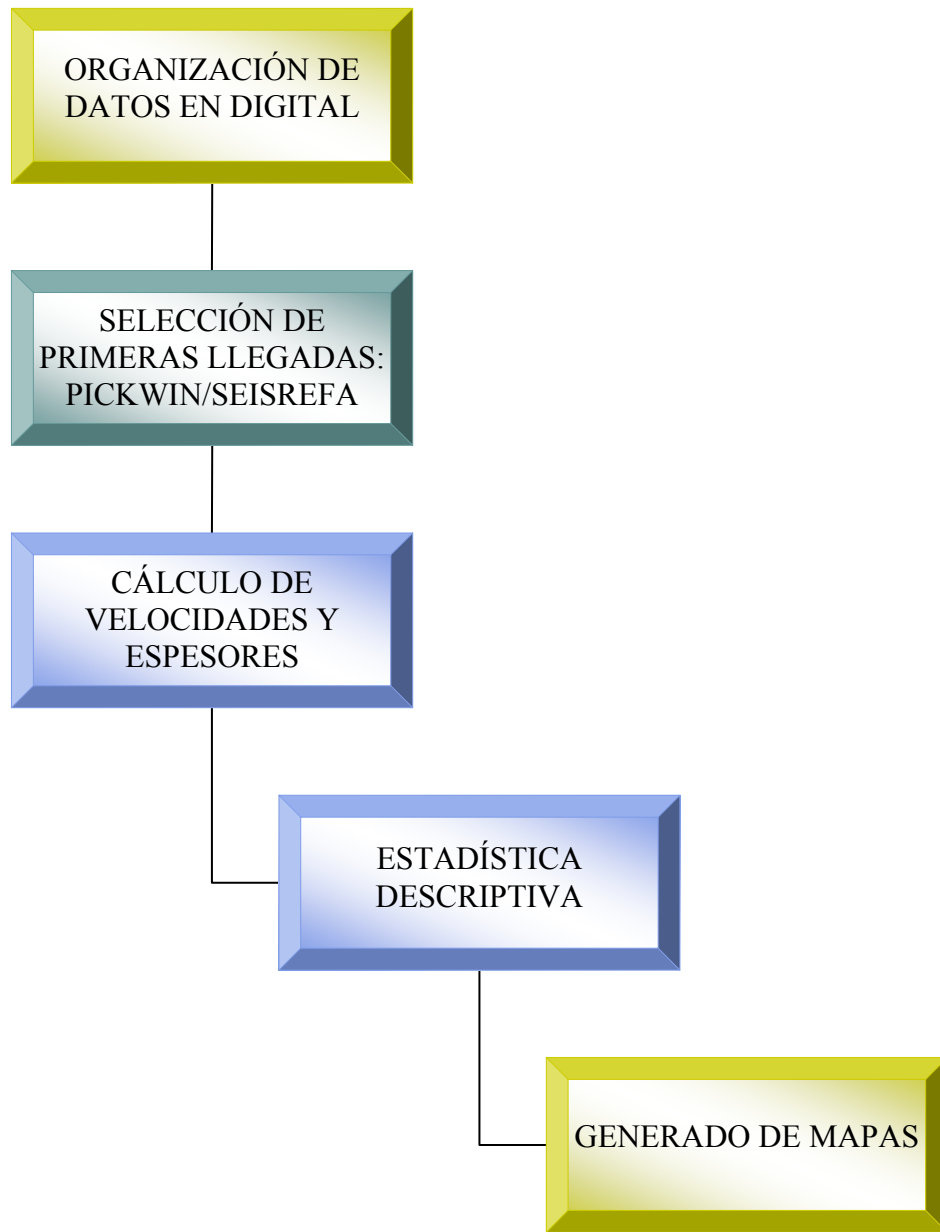 ORGANIZACIÓN DE
DATOS EN DIGITAL
SELECCIÓN DE
PRIMERAS LLEGADAS:
PICKWIN/SEISREFA
CÁLCULO DE
VELOCIDADES Y
ESPESORES
ESTADÍSTICA
DESCRIPTIVA
GENERADO DE MAPAS